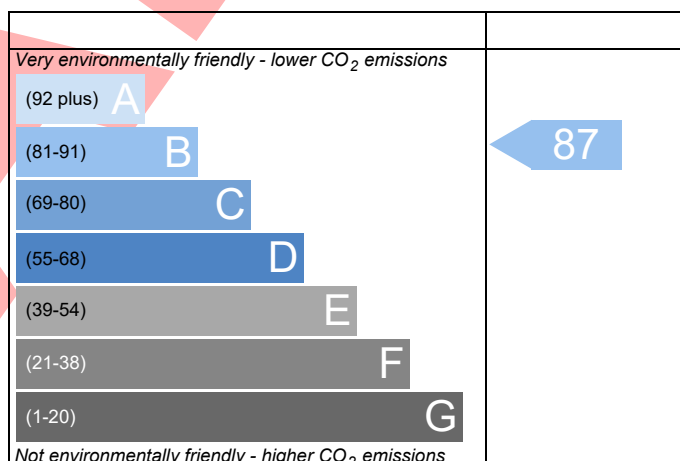 Very environmentally friendly - lower CO2 emissions
(92 plus) A
(81-91) B
87
(69-80) C
(55-68) D
(39-54) E
(21-38) F
(1-20) G
Not environmentally friendly - higher CO2 emissions